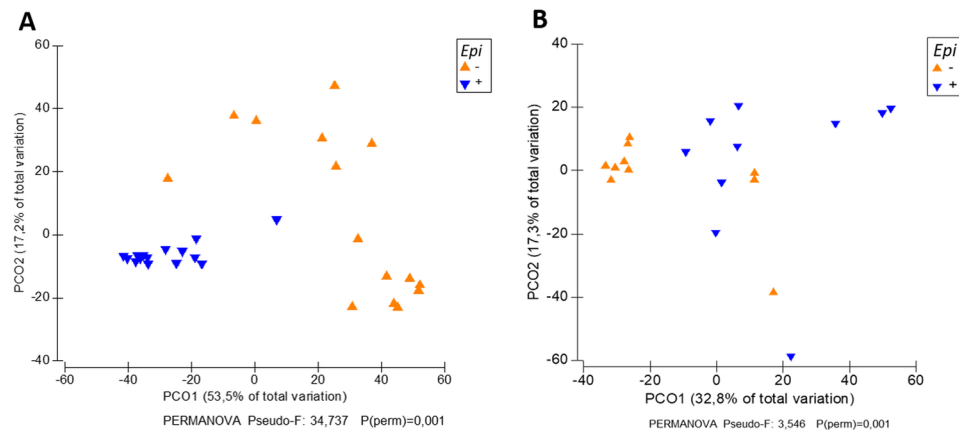 A
60
40
20
0
-20
-40
-60
-40
-20
0
20
40
60
PCO2 (17,2% of total variation)
PCO1 (53,5% of total variation)
Epi
-
+
PERMANOVA Pseudo-F: 34,737 P(perm)=0,001
B
40
20
0
-20
-40
-60
-40
-20
0
20
40
60
PCO2 (17,3% of total variation)
PCO1 (32,8% of total variation)
Epi
-
+
PERMANOVA Pseudo-F: 3,546 P(perm)=0,001